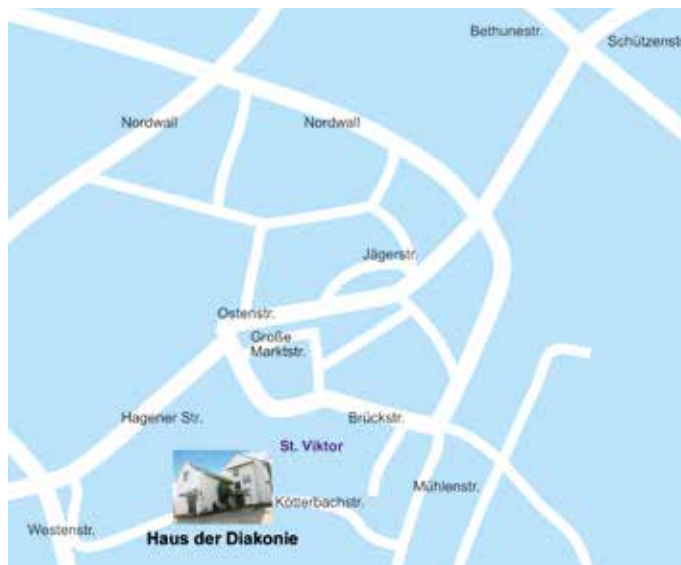 Bethunestr.
Schützenstr
Nordwall
Nordwall
Jägerstr.
Ostenstr.
Große
Marktstr.
Hagener Str.
Brückstr.
St. Viktor
Mühlenstr.
Kötterbachstr.
Westenstr.
Haus der Diakonie